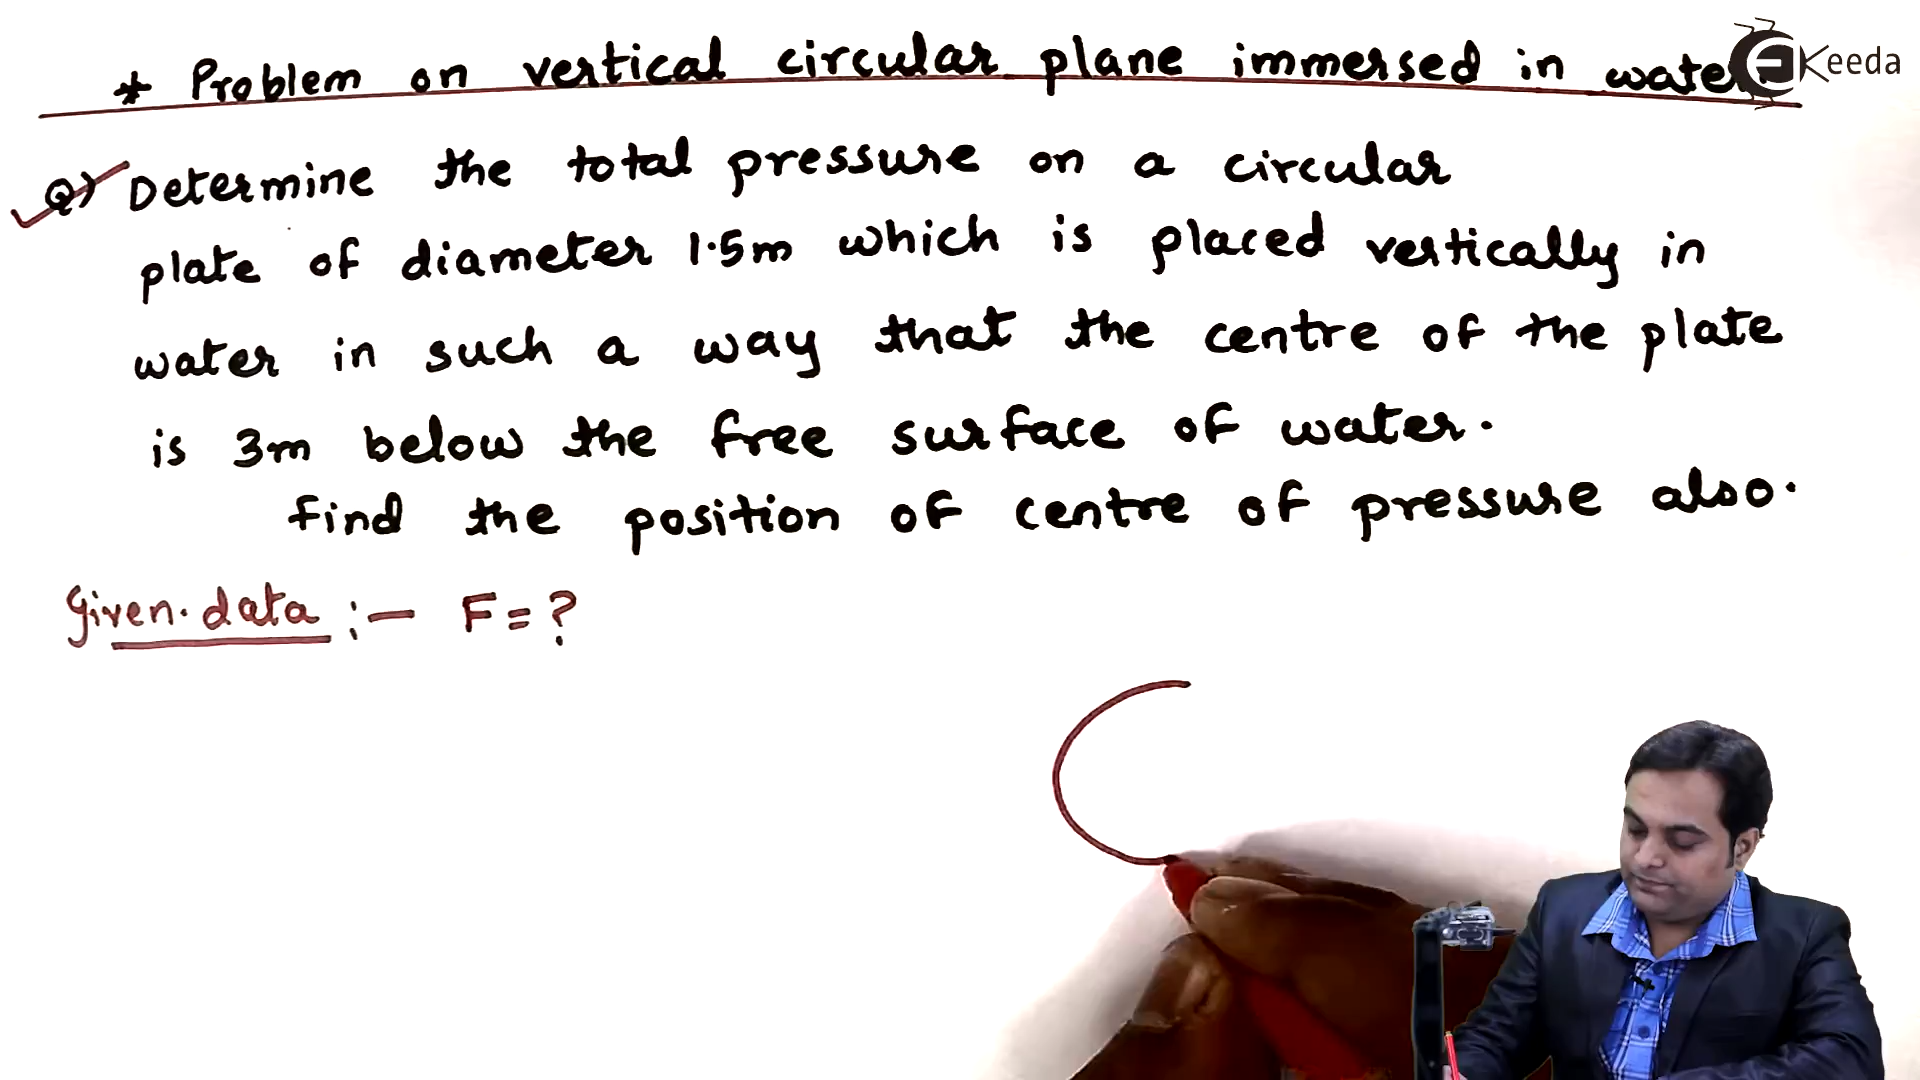 * Problem on vertical circular plane immersed in water
Keeda
Q) Determine the total pressure on a circular
plate of diameter 1.5m which is placed vertically in
water in such a way that the centre of the plate
is 3m below the free surface of water.
Find the position of centre of pressure also.
Given data :- F = ?